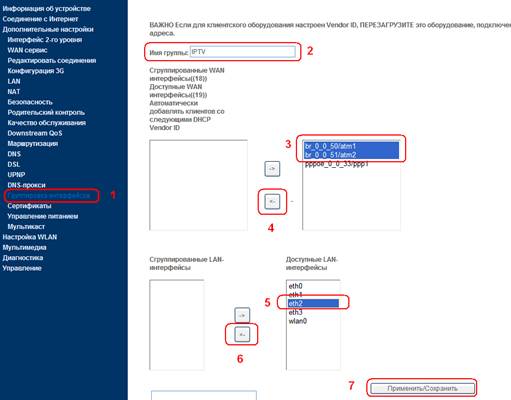 Информация об устройстве
Соединение с Интернет
Дополнительные настройки
Интерфейс 2-го уровня
WAN сервис
Редактировать соединения
Конфигурация 3G
LAN
NAT
Безопасность
Родительский контроль
Качество обслуживания
Downstream QoS
Маршрутизация
DNS
DSL
UPNP
DNS-прокси
Группировка интерфейсов
Сертификаты
Управление питанием
Мультикаст
Настройка WLAN
Мультимедиа
Диагностика
Управление
1
ВАЖНО Если для клиентского оборудования настроен Vendor ID, ПЕРЕЗАГРУЗИТЕ это оборудование, подключен
адреса.
Имя группы: IPTV 2
Сгруппированные WAN
интерфейсы((18))
Доступные WAN
интерфейсы((19))
Автоматически
добавлять клиентов со
следующими DHCP
Vendor ID
3
br_0_0_50/atm1
br_0_0_51/atm2
pppoe_0_0_33/ppp1
->
<-
-
4
Сгруппированные LAN-
интерфейсы
Доступные LAN-
интерфейсы
eth0
eth1
5 eth2
eth3
wlan0
->
<-
6
7 Применить/Сохранить